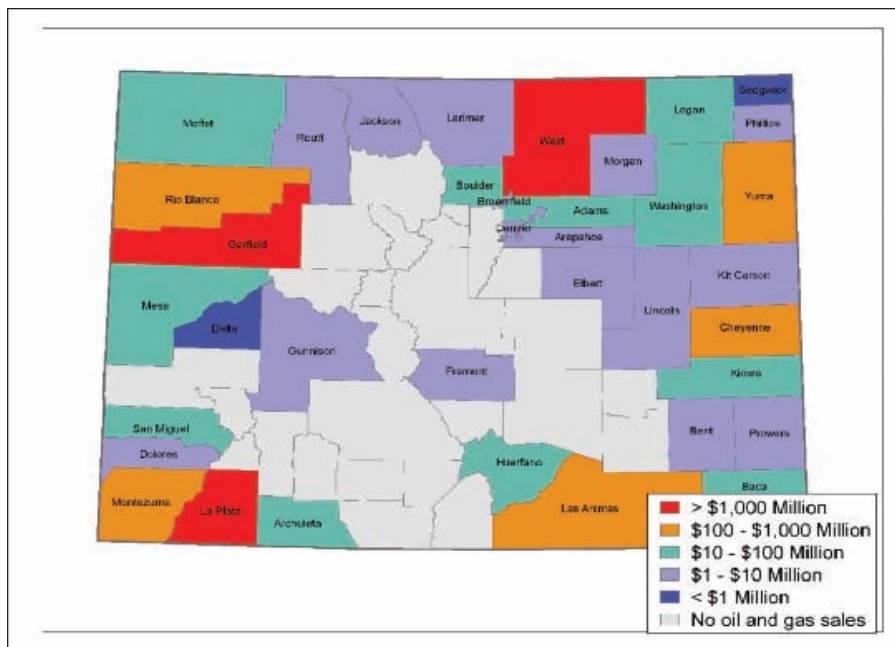 Sedgwick
Moffet
Routt
Jackson
Larimer
Weld
Logan
Phillips
Morgan
Rio Blanco
Boulder
Broomfield
Adams
Washington
Yuma
Denver
Arapahoe
Garfield
Elbert
Kit Carson
Mesa
Lincoln
Delta
Cheyenne
Gunnison
Fremont
Kiowa
San Miguel
Bent
Prowers
Dolores
Huerfano
Baca
Montezuma
La Plata
Las Animas
Archuleta
> $1,000 Million
$100 - $1,000 Million
$10 - $100 Million
$1 - $10 Million
< $1 Million
No oil and gas sales